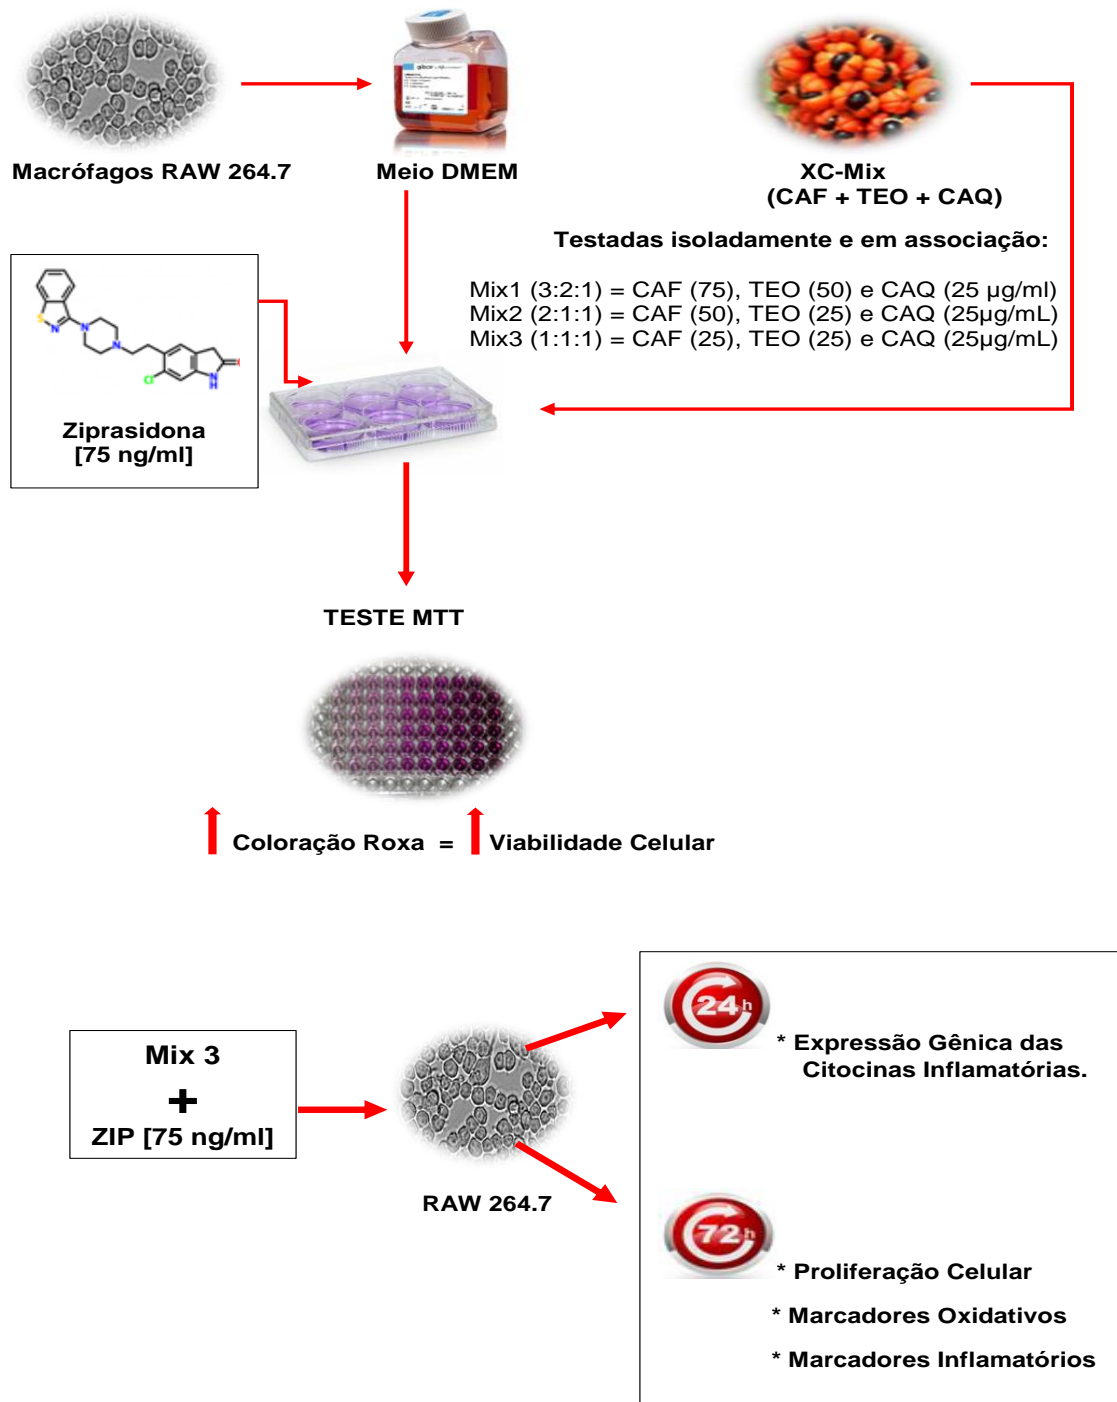 Macrófagos RAW 264.7
Meio DMEM
XC-Mix
(CAF + TEO + CAQ)
Testadas isoladamente e em associação:
Mix1 (3:2:1) = CAF (75), TEO (50) e CAQ (25 µg/ml)
Mix2 (2:1:1) = CAF (50), TEO (25) e CAQ (25µg/mL)
Mix3 (1:1:1) = CAF (25), TEO (25) e CAQ (25µg/mL)
S
N
N
N
Cl
N
H
Ziprasidona
[75 ng/ml]
TESTE MTT
Coloração Roxa = Viabilidade Celular
Mix 3
+
ZIP [75 ng/ml]
RAW 264.7
24h
* Expressão Gênica das
Citocinas Inflamatórias.
72h
* Proliferação Celular
* Marcadores Oxidativos
* Marcadores Inflamatórios